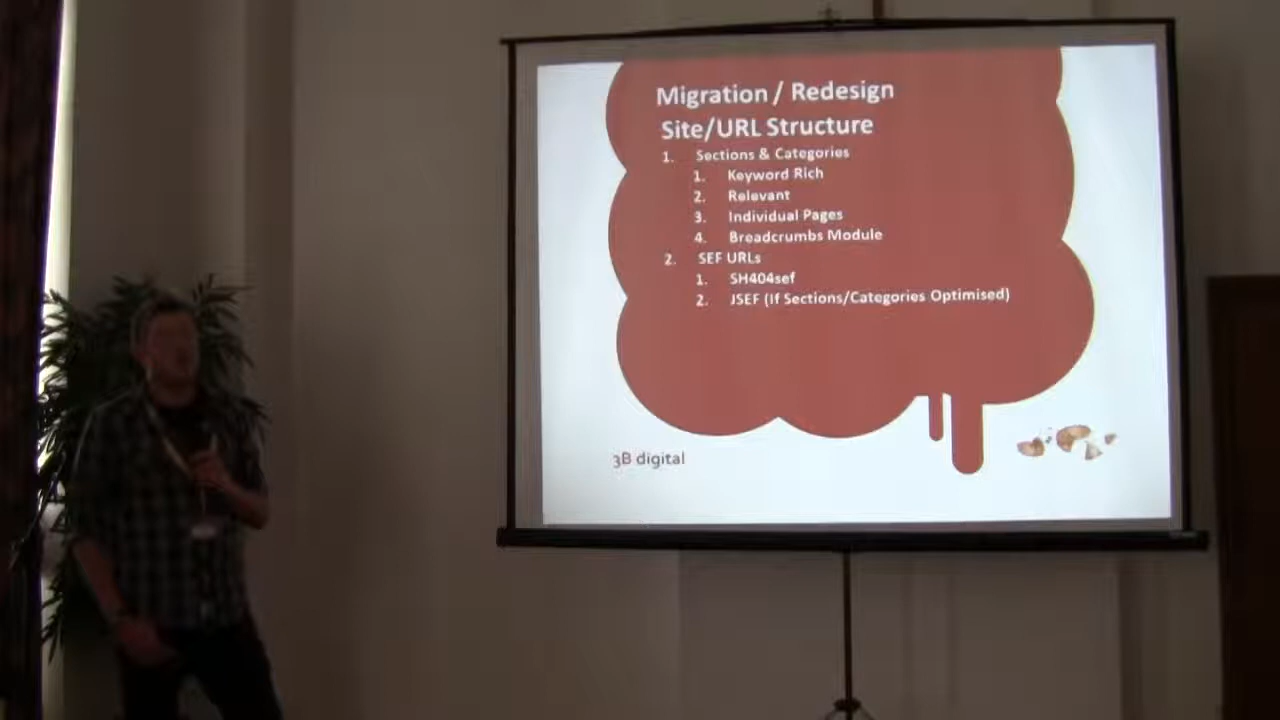 Migration / Redesign
Site/URL Structure
1. Sections & Categories
1. Keyword Rich
2. Relevant
3. Individual Pages
4. Breadcrumbs Module
2. SEF URLs
1. SH404sef
2. JSEF (If Sections/Categories Optimised)
3B digital